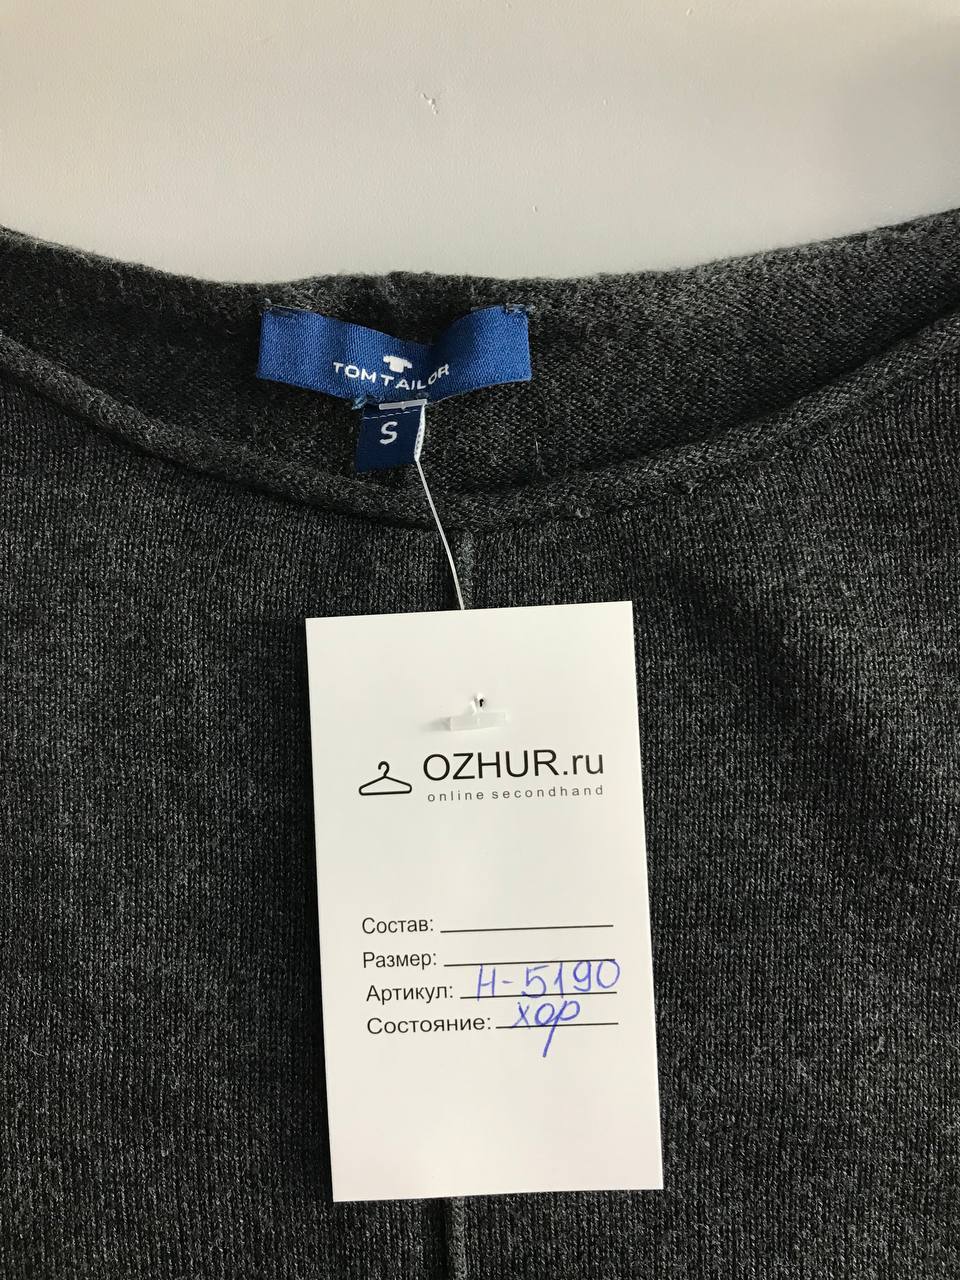 TOM TAILOR
S
OZHUR.ru
online secondhand
Состав:
Размер:
Артикул: Н-5190
Состояние: хор